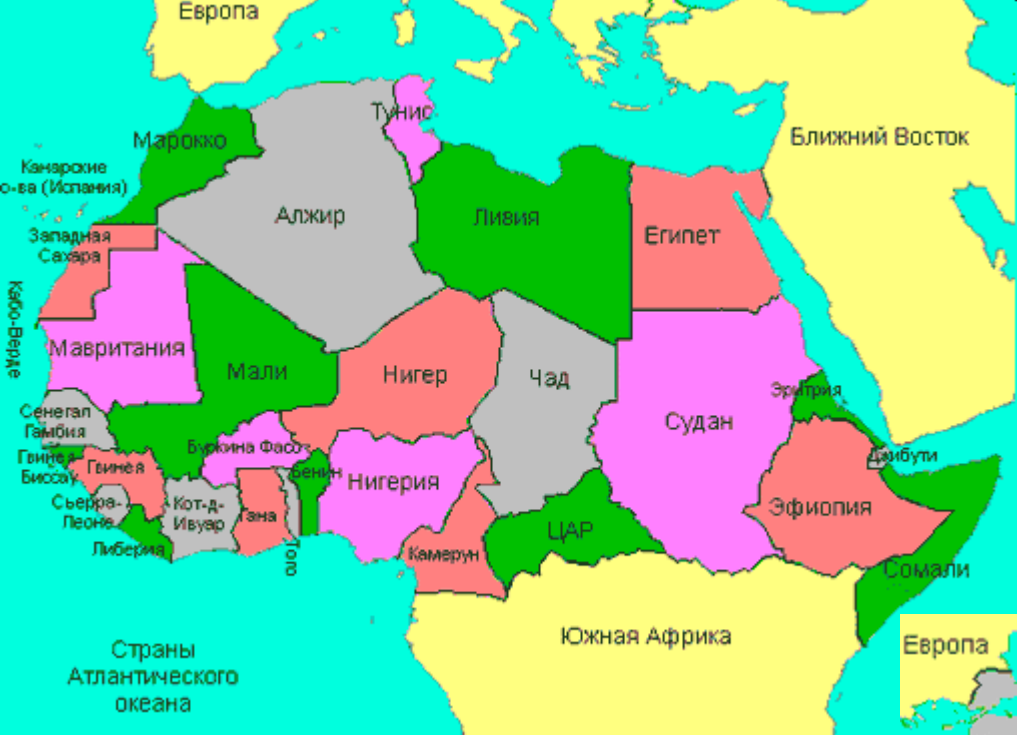 Европа
Тунис
Марокко
Ближний Восток
Канарские
о-ва (Испания)
Алжир
Ливия
Западная
Сахара
Египет
Кабо-Верде
Мавритания
Мали
Нигер
Чад
Эритрия
Сенегал
Гамбия
Судан
Буркина Фасо
Гвинея
Биссау
Гвинея
Бенин
Нигерия
Джибути
Сьерра-
Леоне
Кот-д-
Ивуар
Гана
Эфиопия
ЦАР
Либерия
Того
Камерун
Сомали
Южная Африка
Страны
Атлантического
океана
Европа